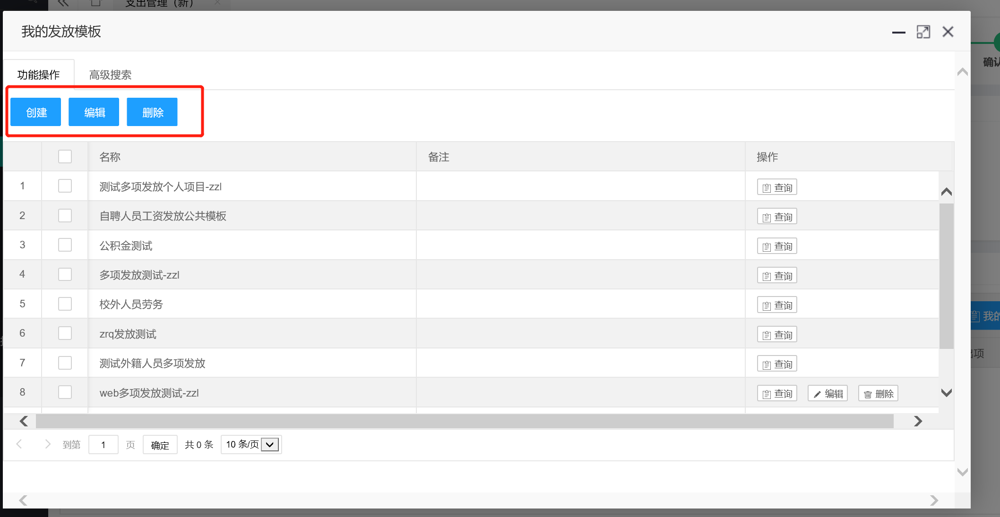 支出管理（新）
我的发放模板
确认
功能操作 高级搜索
创建 编辑 删除
名称 备注 操作
1 测试多项发放个人项目-zzl 查询
2 自聘人员工资发放公共模板 查询
3 公积金测试 查询
4 多项发放测试-zzl 查询
5 校外人员劳务 查询
6 zrq发放测试 查询
7 测试外籍人员多项发放 查询
8 web多项发放测试-zzl 查询 编辑 删除
我的
出项
到第 1 页 确定 共 0 条 10 条/页